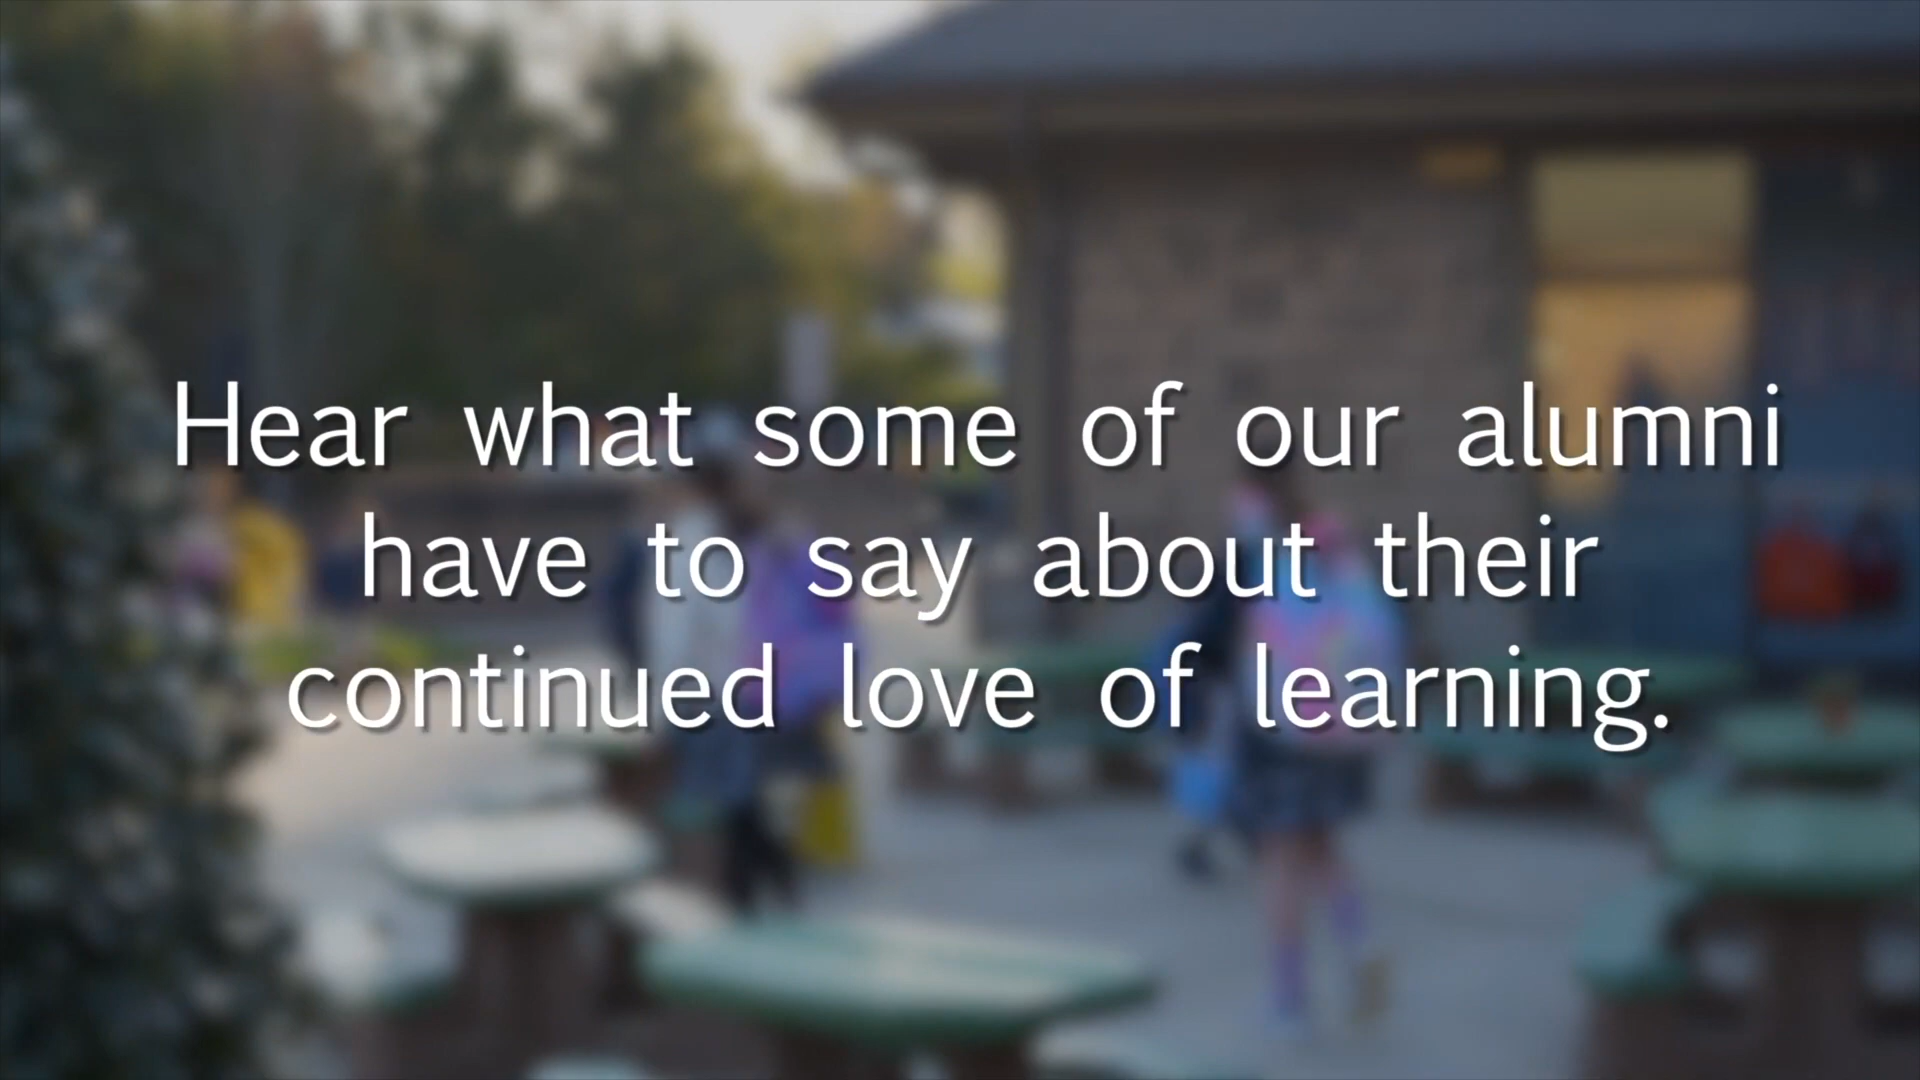 Hear what some of our alumni
have to say about their
continued love of learning.